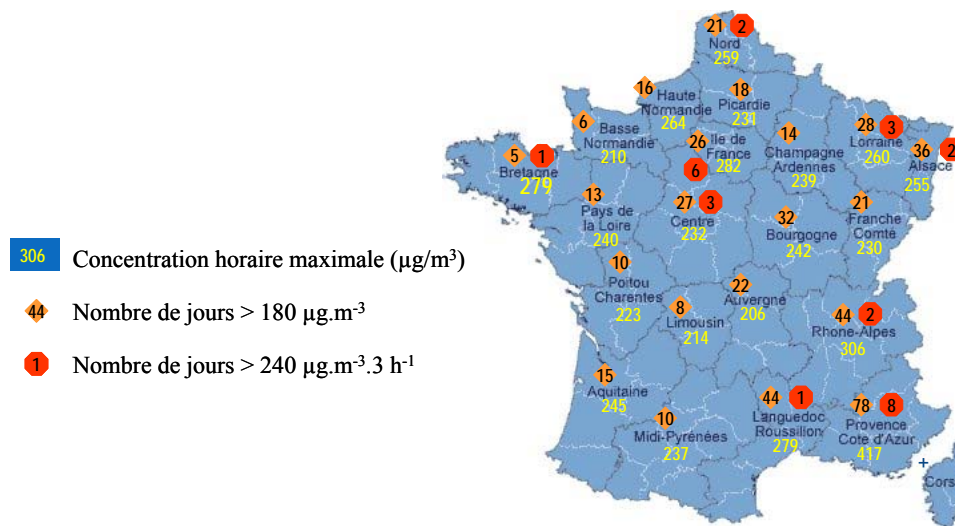 21 2
Nord
259
16
Haute
Normandie
264
18
Picardie
231
6
Basse
Normandie
210
26
Ile de
France
282
6
14
Champagne
Ardennes
239
28 3
Lorraine
260
36 2
Alsace
255
5 1
Bretagne
279
13
Pays de
la Loire
240
27 3
Centre
232
32
Bourgogne
242
21
Franche
Comté
230
306 Concentration horaire maximale (µg/m³)
44 Nombre de jours > 180 µg.m⁻³
1 Nombre de jours > 240 µg.m⁻³.3 h⁻¹
10
Poitou
Charentes
223
8
Limousin
214
22
Auvergne
206
44 2
Rhone-Alpes
306
15
Aquitaine
245
10
Midi-Pyrénées
237
44 1
Languedoc
Roussillon
279
78 8
Provence
Cote d'Azur
417
Cors